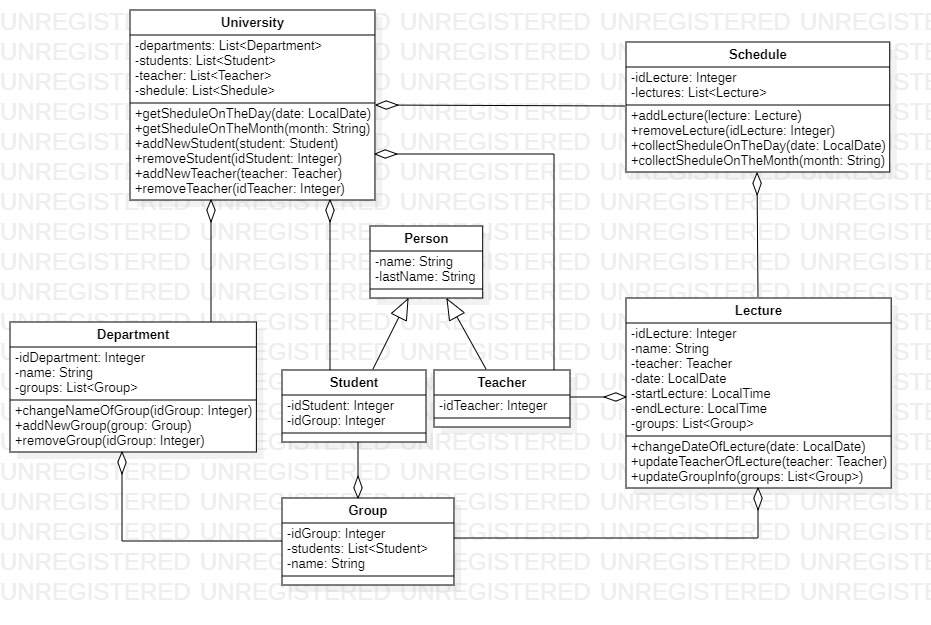 University
-departments: List<Department>
-students: List<Student>
-teacher: List<Teacher>
-shedule: List<Shedule>
+getSheduleOnTheDay(date: LocalDate)
+getSheduleOnTheMonth(month: String)
+addNewStudent(student: Student)
+removeStudent(idStudent: Integer)
+addNewTeacher(teacher: Teacher)
+removeTeacher(idTeacher: Integer)
Schedule
-idLecture: Integer
-lectures: List<Lecture>
+addLecture(lecture: Lecture)
+removeLecture(idLecture: Integer)
+collectSheduleOnTheDay(date: LocalDate)
+collectSheduleOnTheMonth(month: String)
Person
-name: String
-lastName: String
Department
-idDepartment: Integer
-name: String
-groups: List<Group>
+changeNameOfGroup(idGroup: Integer)
+addNewGroup(group: Group)
+removeGroup(idGroup: Integer)
Student
-idStudent: Integer
-idGroup: Integer
Teacher
-idTeacher: Integer
Lecture
-idLecture: Integer
-name: String
-teacher: Teacher
-date: LocalDate
-startLecture: LocalTime
-endLecture: LocalTime
-groups: List<Group>
+changeDateOfLecture(date: LocalDate)
+updateTeacherOfLecture(teacher: Teacher)
+updateGroupInfo(groups: List<Group>)
Group
-idGroup: Integer
-students: List<Student>
-name: String
UNREGISTERED UNREGISTERED UNREGISTERED UNREGISTERED UNREGISTERED